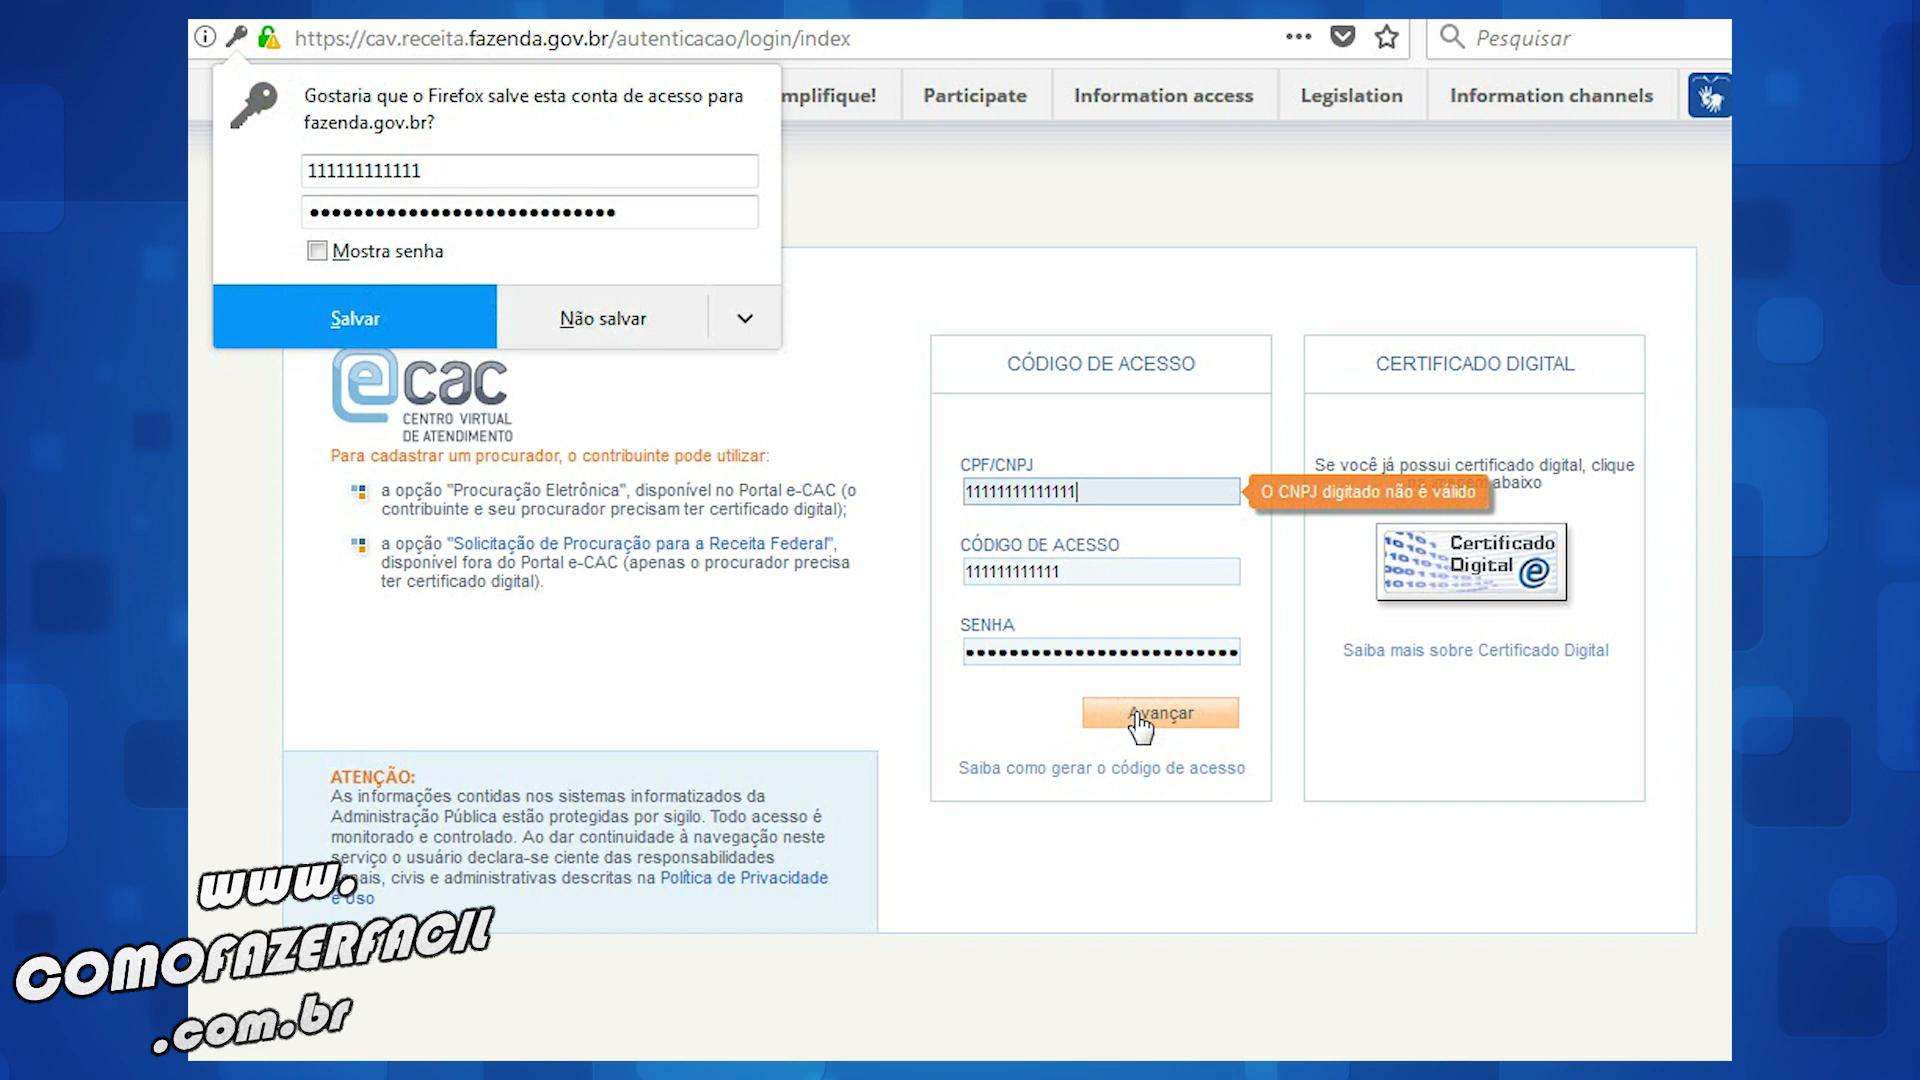 https://cav.receita.fazenda.gov.br/autenticacao/login/index
Pesquisar
Gostaria que o Firefox salve esta conta de acesso para
fazenda.gov.br?
111111111111
Mostra senha
Salvar
Não salvar
mplifique!
Participate
Information access
Legislation
Information channels
ecac
CENTRO VIRTUAL
DE ATENDIMENTO
Para cadastrar um procurador, o contribuinte pode utilizar:
a opção "Procuração Eletrônica", disponível no Portal e-CAC (o
contribuinte e seu procurador precisam ter certificado digital);
a opção "Solicitação de Procuração para a Receita Federal",
disponível fora do Portal e-CAC (apenas o procurador precisa
ter certificado digital).
CÓDIGO DE ACESSO
CPF/CNPJ
11111111111111
O CNPJ digitado não é válido
CÓDIGO DE ACESSO
111111111111
SENHA
Avançar
Saiba como gerar o código de acesso
CERTIFICADO DIGITAL
Se você já possui certificado digital, clique
abaixo
Certificado
Digital
Saiba mais sobre Certificado Digital
ATENÇÃO:
As informações contidas nos sistemas informatizados da
Administração Pública estão protegidas por sigilo. Todo acesso é
monitorado e controlado. Ao dar continuidade à navegação neste
serviço o usuário declara-se ciente das responsabilidades
civis e administrativas descritas na Política de Privacidade
e Uso
www.
COMOFAZERFACIL
.com.br